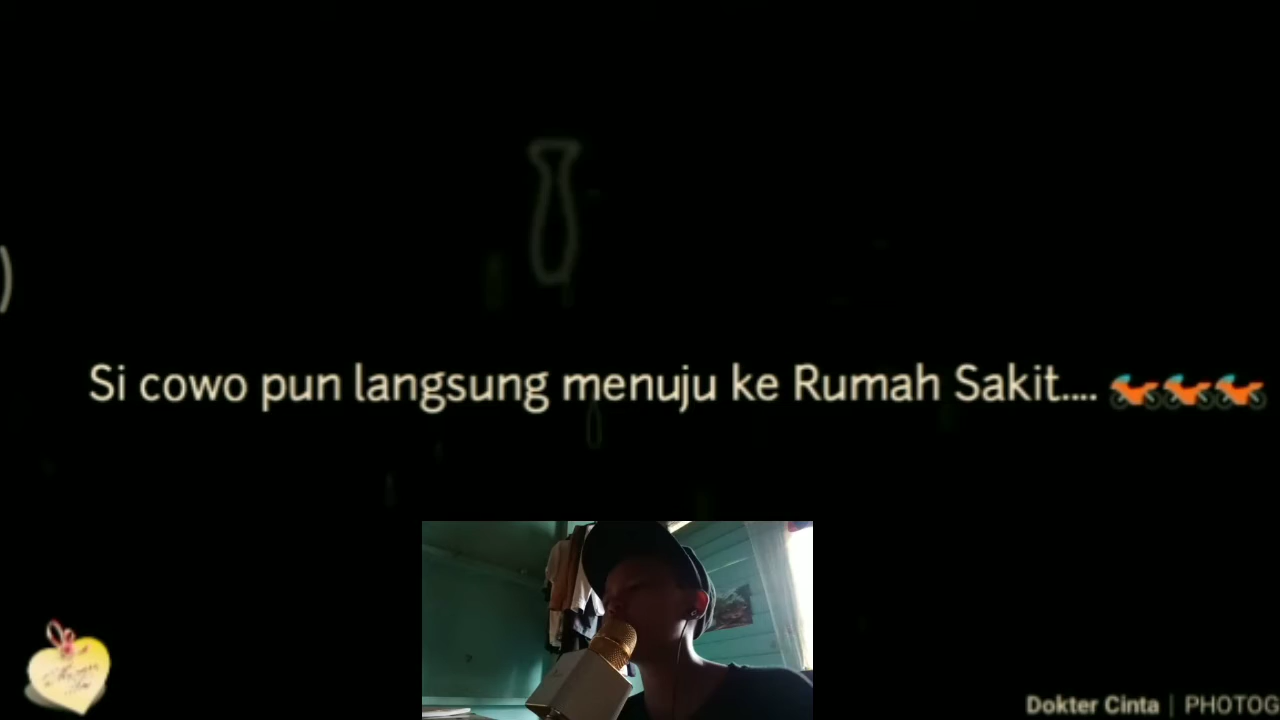 )
Si cowo pun langsung menuju ke Rumah Sakit.... 🏍🏍🏍
Dokter Cinta | PHOTOG